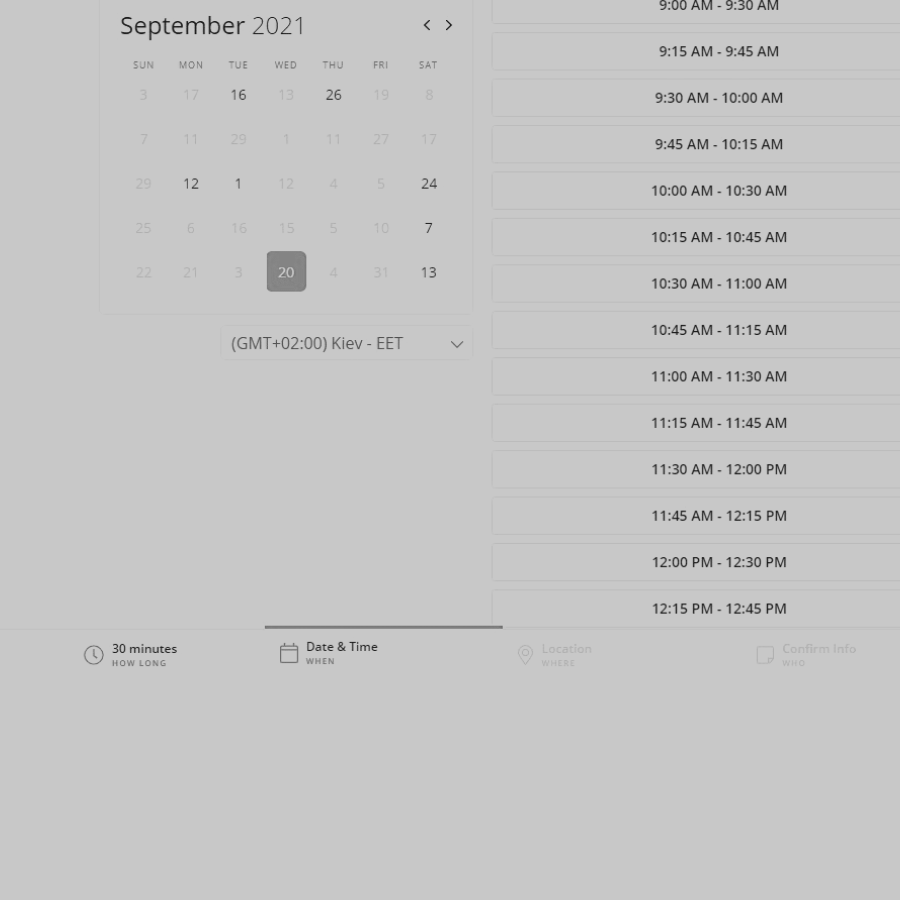 September 2021
SUN MON TUE WED THU FRI SAT
3 17 16 13 26 19 8
7 11 29 1 11 27 17
29 12 1 12 4 5 24
25 6 16 15 5 10 7
22 21 3 20 4 31 13
(GMT+02:00) Kiev - EET
9:00 AM - 9:30 AM
9:15 AM - 9:45 AM
9:30 AM - 10:00 AM
9:45 AM - 10:15 AM
10:00 AM - 10:30 AM
10:15 AM - 10:45 AM
10:30 AM - 11:00 AM
10:45 AM - 11:15 AM
11:00 AM - 11:30 AM
11:15 AM - 11:45 AM
11:30 AM - 12:00 PM
11:45 AM - 12:15 PM
12:00 PM - 12:30 PM
12:15 PM - 12:45 PM
30 minutes
HOW LONG
Date & Time
WHEN
Location
WHERE
Confirm Info
WHO